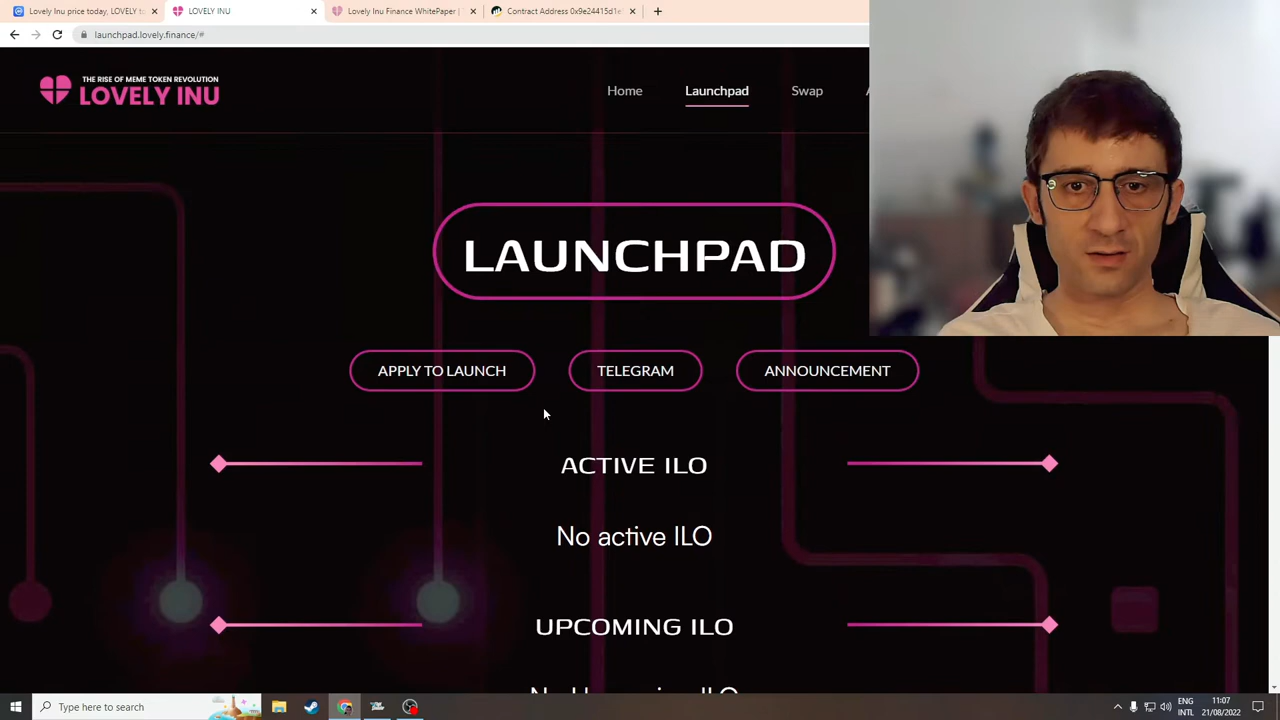 Lovely Inu price today, LOVELY to
LOVELY INU
Lovely Inu Finance WhitePaper |
Contract Address 0x9e24415d1e
launchpad.lovely.finance/#
THE RISE OF MEME TOKEN REVOLUTION
LOVELY INU
Home
Launchpad
Swap
LAUNCHPAD
APPLY TO LAUNCH
TELEGRAM
ANNOUNCEMENT
ACTIVE ILO
No active ILO
UPCOMING ILO
Type here to search
ENG
INTL
11:07
21/08/2022